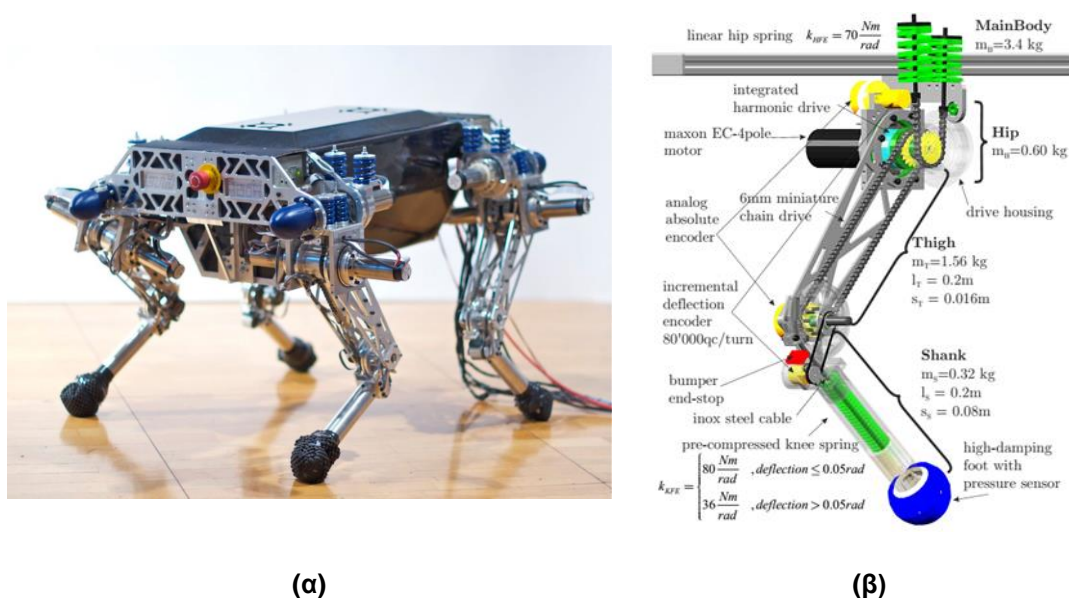 linear hip spring k_HFE = 70 Nm/rad
MainBody
m_B=3.4 kg
integrated
harmonic drive
maxon EC-4pole
motor
Hip
m_H=0.60 kg
analog
absolute
encoder
6mm miniature
chain drive
drive housing
Thigh
m_T=1.56 kg
l_T = 0.2m
s_T = 0.016m
incremental
deflection
encoder
80'000qc/turn
Shank
m_S=0.32 kg
l_S = 0.2m
s_S = 0.08m
bumper
end-stop
inox steel cable
pre-compressed knee spring
high-damping
foot with
pressure sensor
k_KFE = { 80 Nm/rad , deflection ≤ 0.05rad
36 Nm/rad , deflection > 0.05rad
(α)
(β)